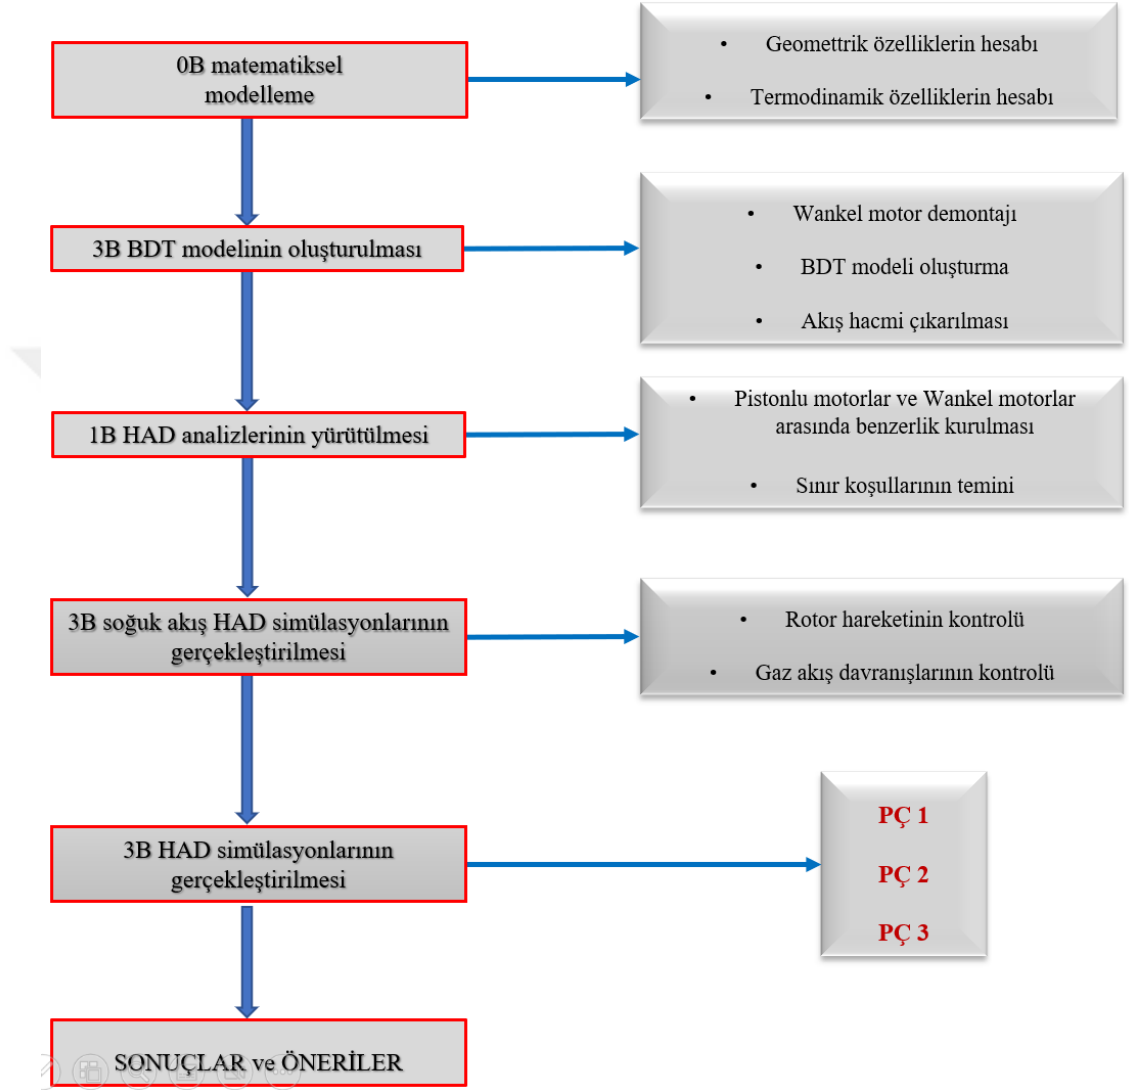 0B matematiksel
modelleme
• Geomettrik özelliklerin hesabı
• Termodinamik özelliklerin hesabı
3B BDT modelinin oluşturulması
• Wankel motor demontajı
• BDT modeli oluşturma
• Akış hacmi çıkarılması
1B HAD analizlerinin yürütülmesi
• Pistonlu motorlar ve Wankel motorlar
arasında benzerlik kurulması
• Sınır koşullarının temini
3B soğuk akış HAD simülasyonlarının
gerçekleştirilmesi
• Rotor hareketinin kontrolü
• Gaz akış davranışlarının kontrolü
3B HAD simülasyonlarının
gerçekleştirilmesi
PÇ 1
PÇ 2
PÇ 3
SONUÇLAR ve ÖNERİLER